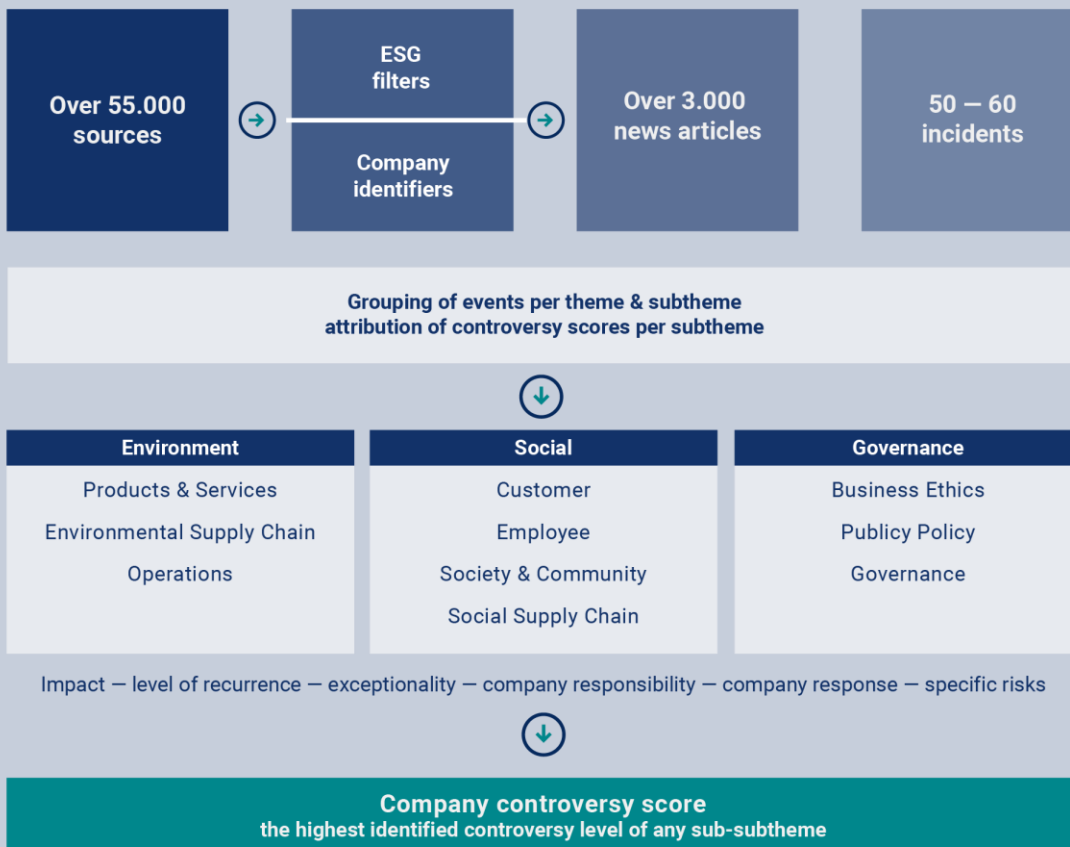 Over 55.000
sources
ESG
filters
Company
identifiers
Over 3.000
news articles
50 — 60
incidents
Grouping of events per theme & subtheme
attribution of controversy scores per subtheme
Environment
Products & Services
Environmental Supply Chain
Operations
Social
Customer
Employee
Society & Community
Social Supply Chain
Governance
Business Ethics
Publicy Policy
Governance
Impact — level of recurrence — exceptionality — company responsibility — company response — specific risks
Company controversy score
the highest identified controversy level of any sub-subtheme